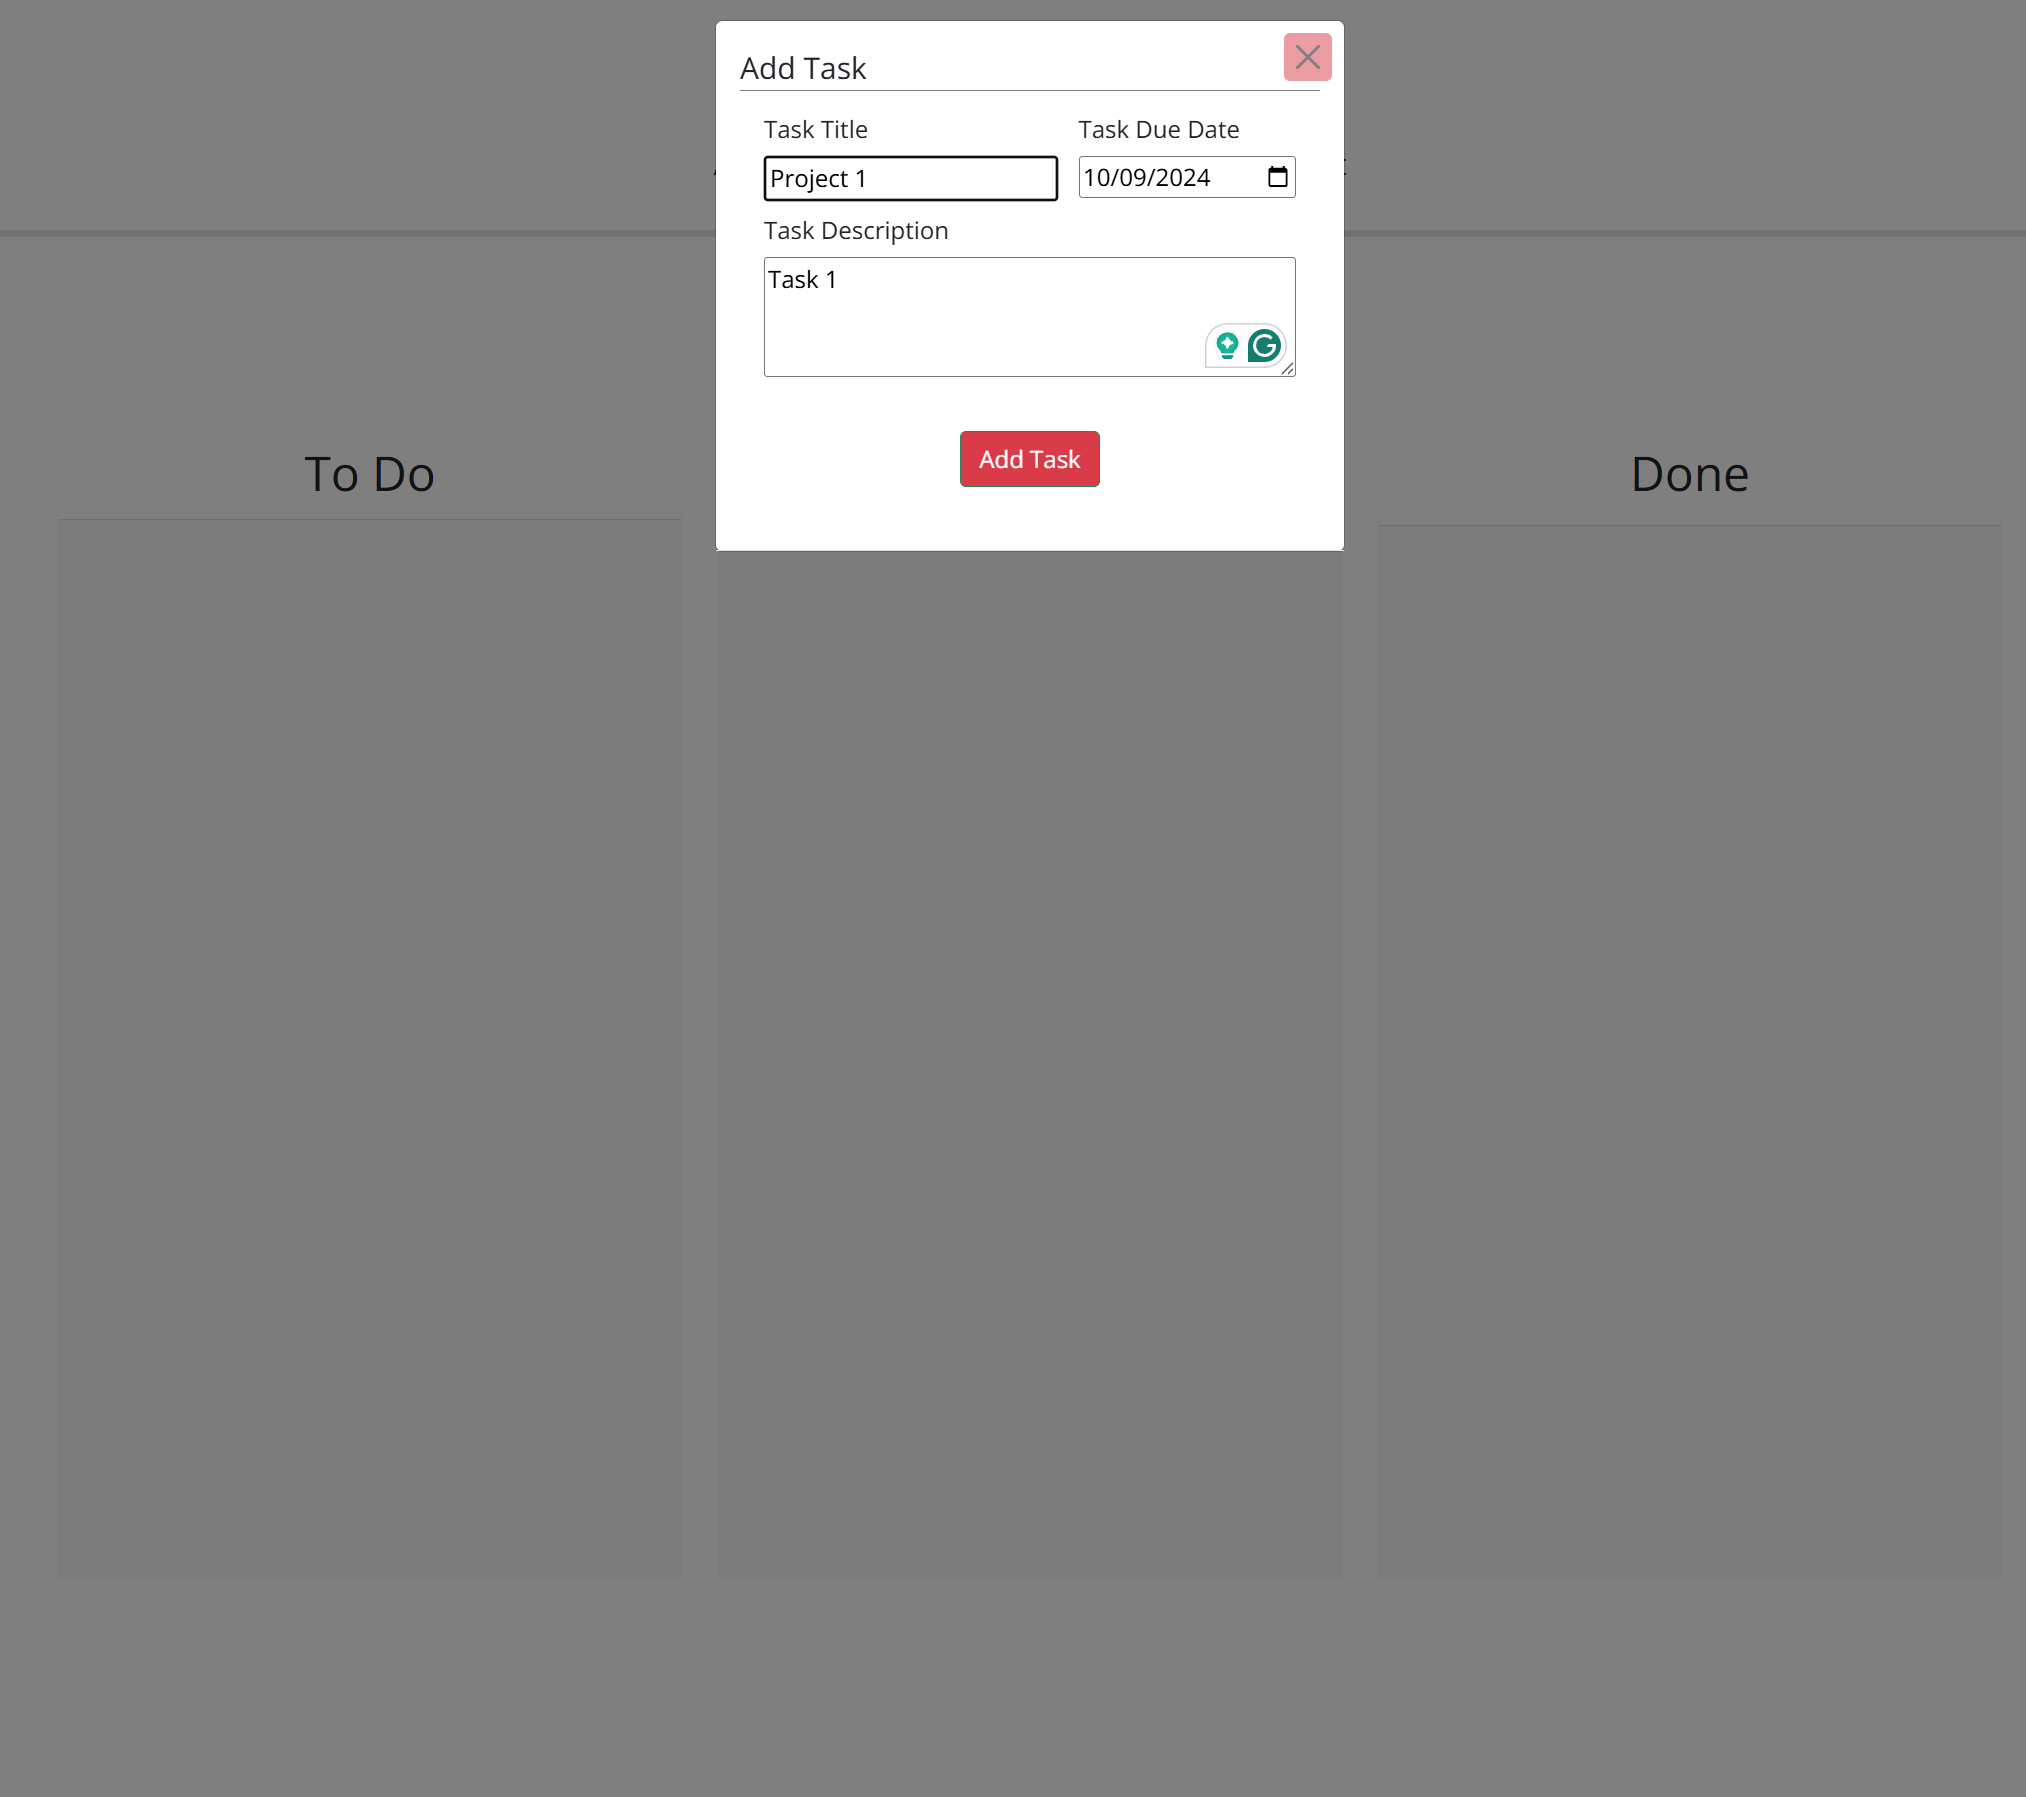 Add Task
Task Title
Task Due Date
Project 1
10/09/2024
Task Description
Task 1
Add Task
To Do
Done